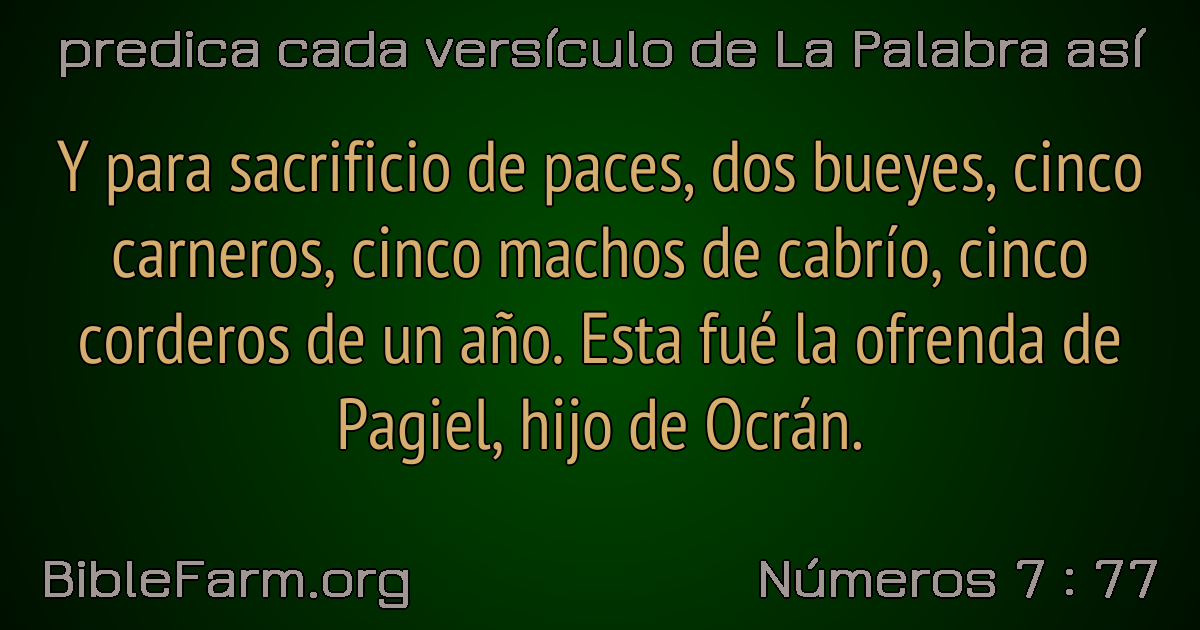 predica cada versículo de La Palabra así
Y para sacrificio de paces, dos bueyes, cinco
carneros, cinco machos de cabrío, cinco
corderos de un año. Esta fué la ofrenda de
Pagiel, hijo de Ocrán.
BibleFarm.org
Números 7 : 77